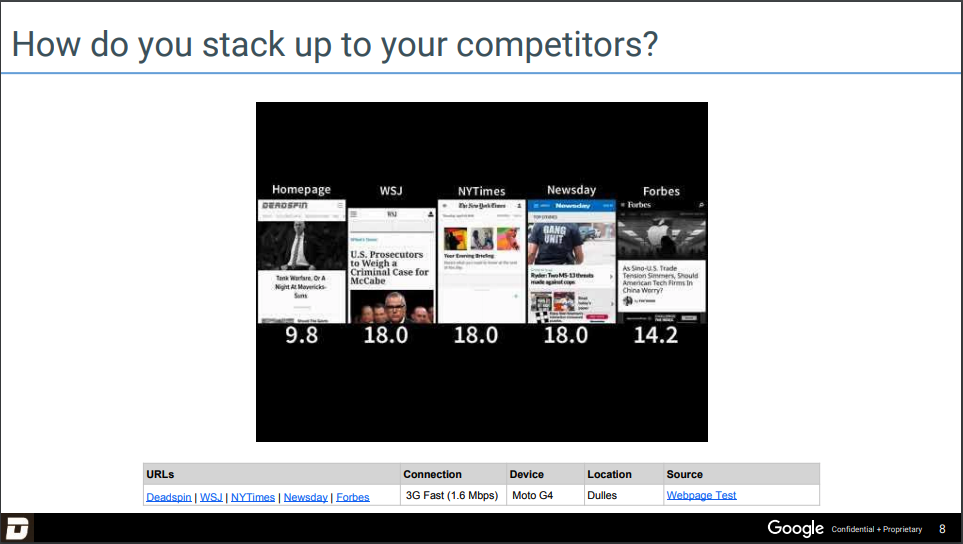 How do you stack up to your competitors?
Homepage WSJ NYTimes Newsday Forbes
DEADSPIN
Tank Warfare, Or A
Night At Mavericks-
Suns
WSJ
U.S. Prosecutors
to Weigh a
Criminal Case for
McCabe
The New York Times
Your Evening Briefing
Newsday
TOP STORIES
GANG
UNIT
Ryder: Two MS-13 threats
made against cops
Forbes
As Sino-U.S. Trade
Tension Simmers, Should
American Tech Firms In
China Worry?
9.8 18.0 18.0 18.0 14.2
URLs Connection Device Location Source
Deadspin | WSJ | NYTimes | Newsday | Forbes 3G Fast (1.6 Mbps) Moto G4 Dulles Webpage Test
D Google Confidential + Proprietary 8